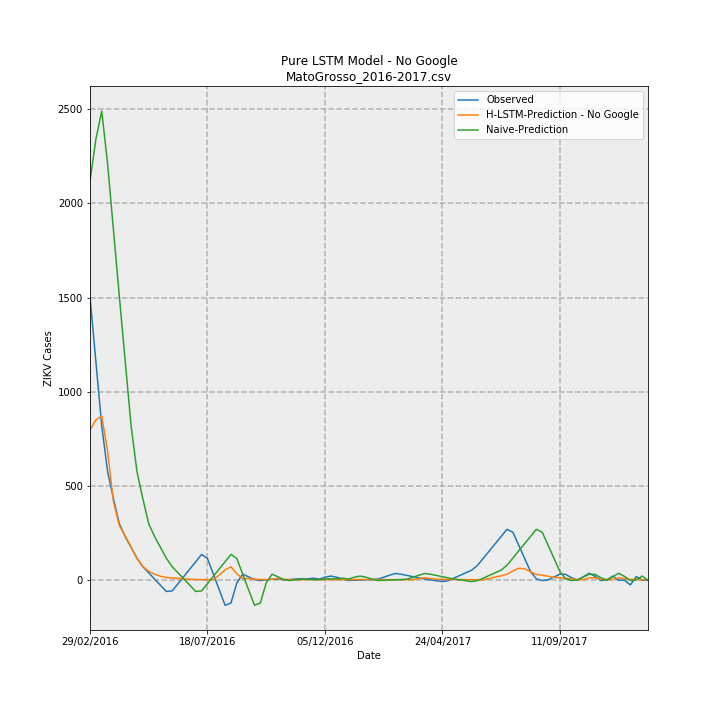 Pure LSTM Model - No Google
MatoGrosso_2016-2017.csv
Observed
H-LSTM-Prediction - No Google
Naive-Prediction
ZIKV Cases
2500
2000
1500
1000
500
0
29/02/2016
18/07/2016
05/12/2016
24/04/2017
11/09/2017
Date